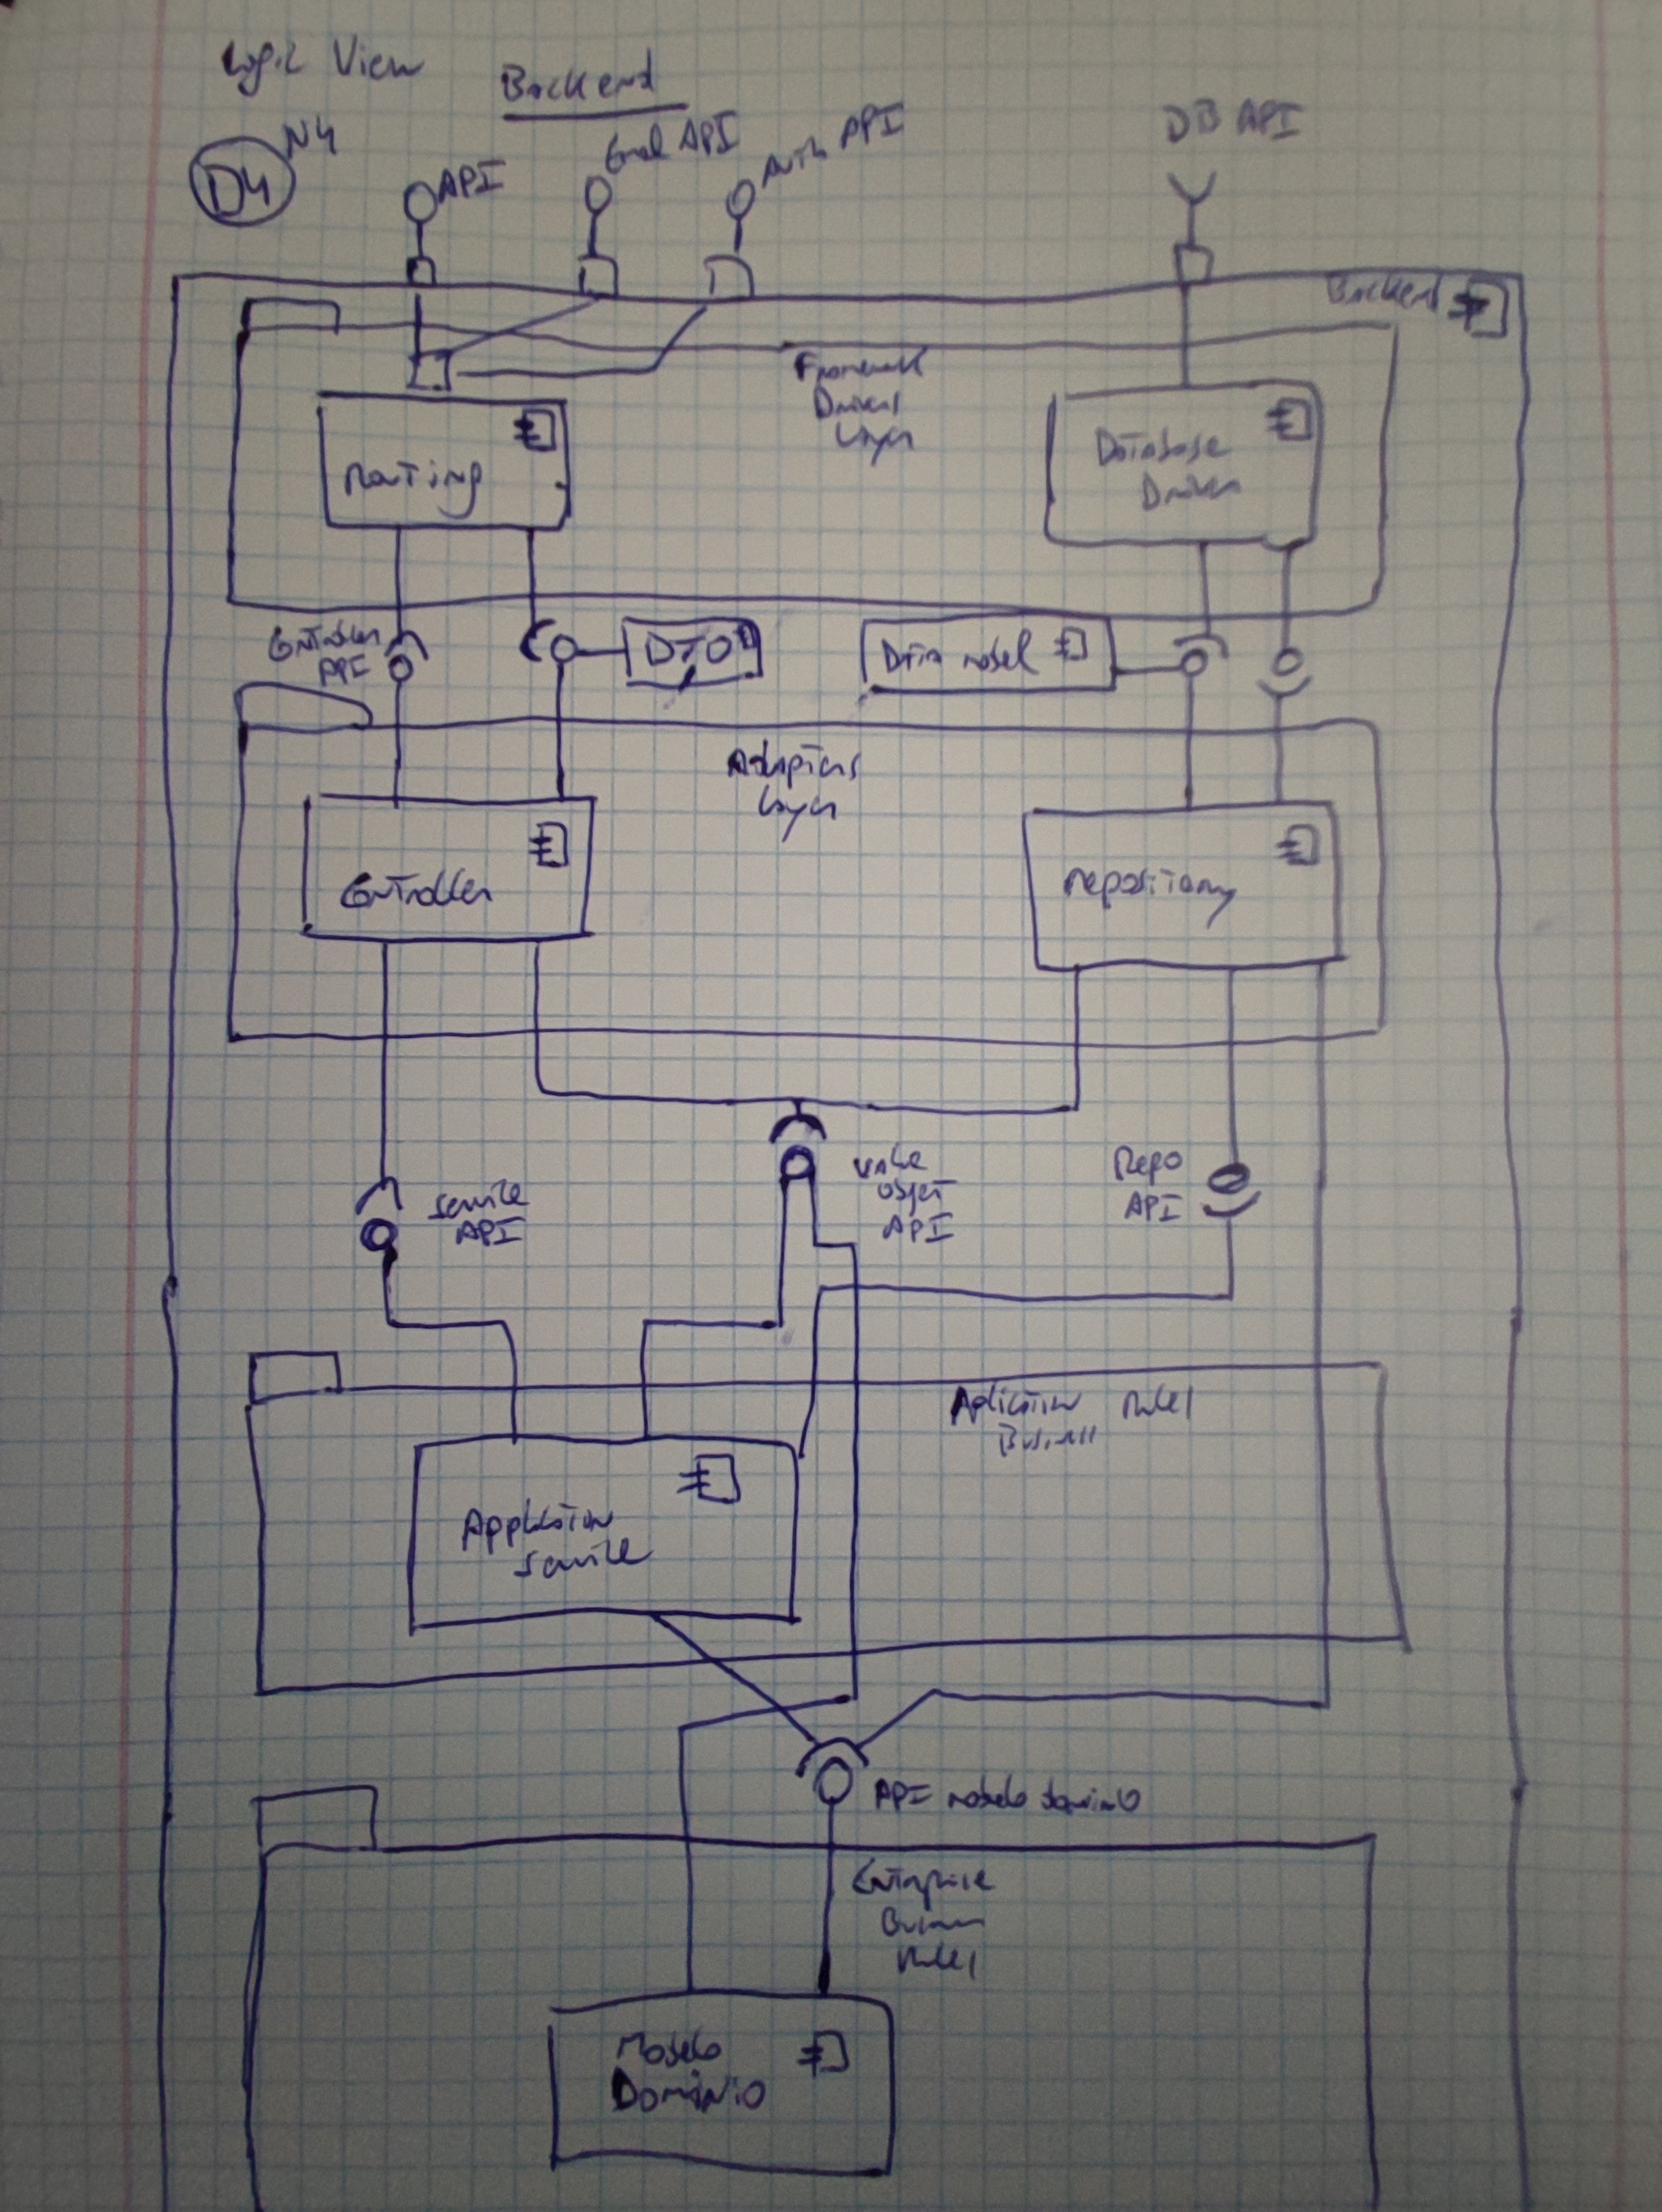 Logic View
Backend
D4
N4
API
Email API
Auth API
DB API
Backend
Framework
Drivers
Layer
Routing
Database
Driver
Controller
API
DTO
Data Model
Adapters
Layer
Controller
repository
Service
API
Value
Object
API
Repo
API
Aplication Rules
Business
Application
Service
API modelo dominio
Enterprise
Business
Rules
Modelo
Dominio